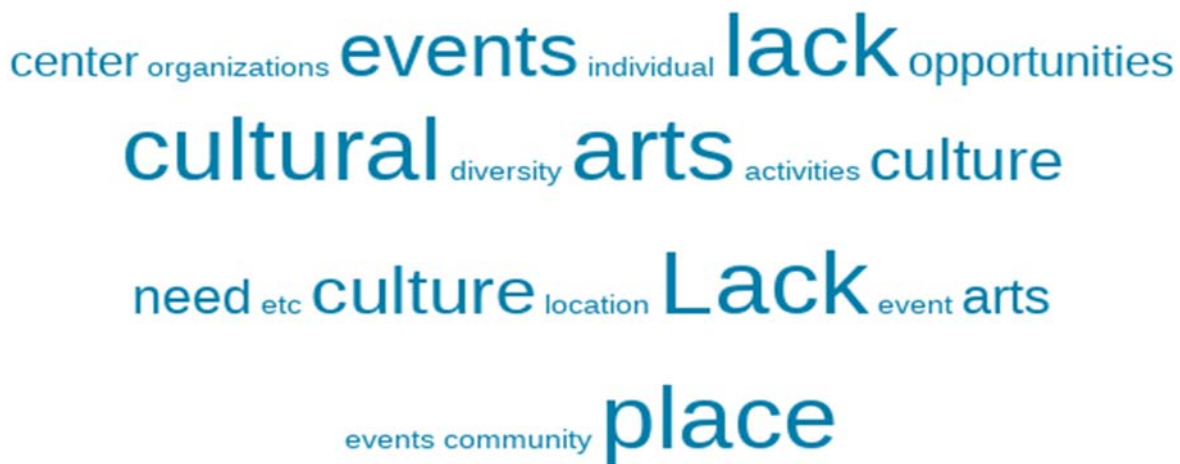 center organizations events individual lack opportunities
cultural diversity arts activities culture
need etc culture location Lack event arts
events community place